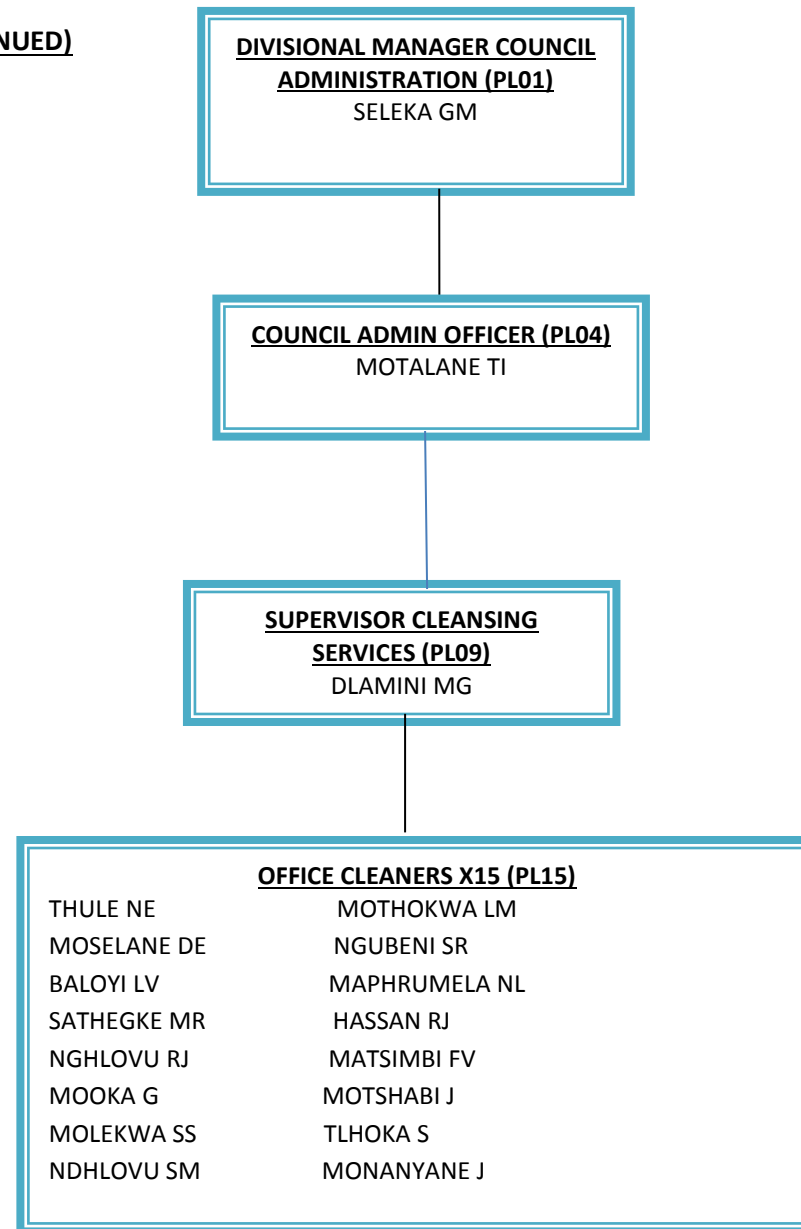 NUED)
DIVISIONAL MANAGER COUNCIL
ADMINISTRATION (PL01)
SELEKA GM
COUNCIL ADMIN OFFICER (PL04)
MOTALANE TI
SUPERVISOR CLEANSING
SERVICES (PL09)
DLAMINI MG
OFFICE CLEANERS X15 (PL15)
THULE NE MOTHOKWA LM
MOSELANE DE NGUBENI SR
BALOYI LV MAPHRUMELA NL
SATHEGKE MR HASSAN RJ
NGHLOVU RJ MATSIMBI FV
MOOKA G MOTSHABI J
MOLEKWA SS TLHOKA S
NDHLOVU SM MONANYANE J